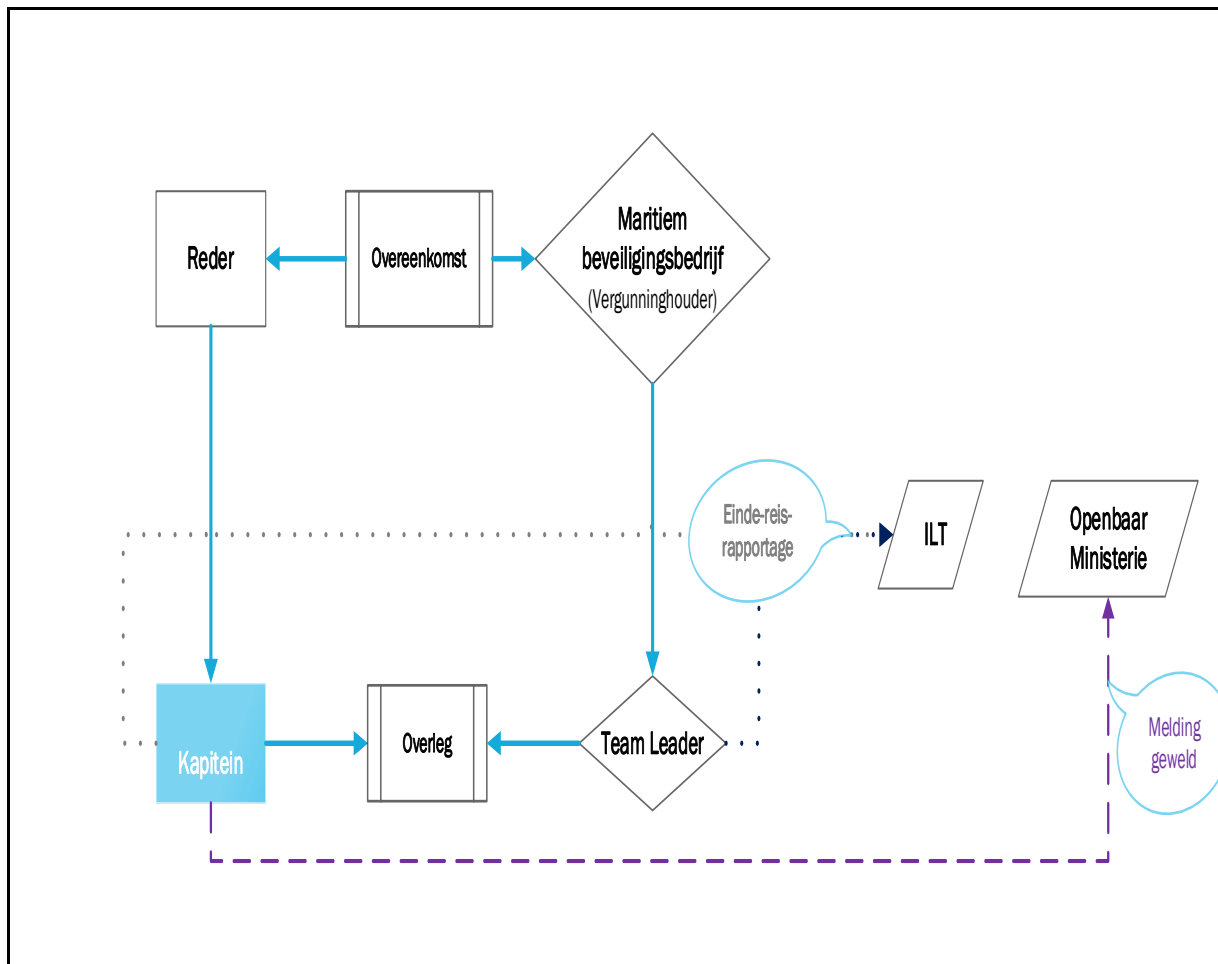 Reder
Overeenkomst
Maritiem
beveiligingsbedrijf
(Vergunninghouder)
Einde-reis-
rapportage
ILT
Openbaar
Ministerie
Kapitein
Overleg
Team Leader
Melding
geweld